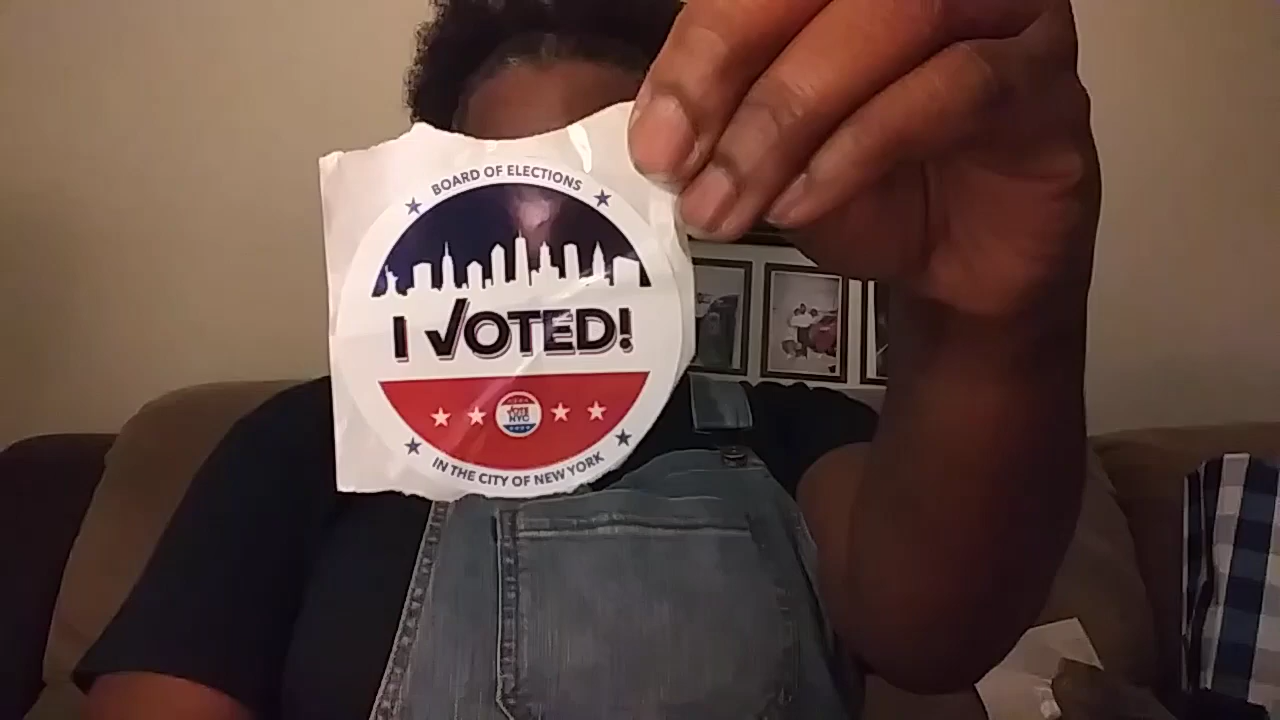 BOARD OF ELECTIONS
I VOTED!
VOTE
NYC
IN THE CITY OF NEW YORK